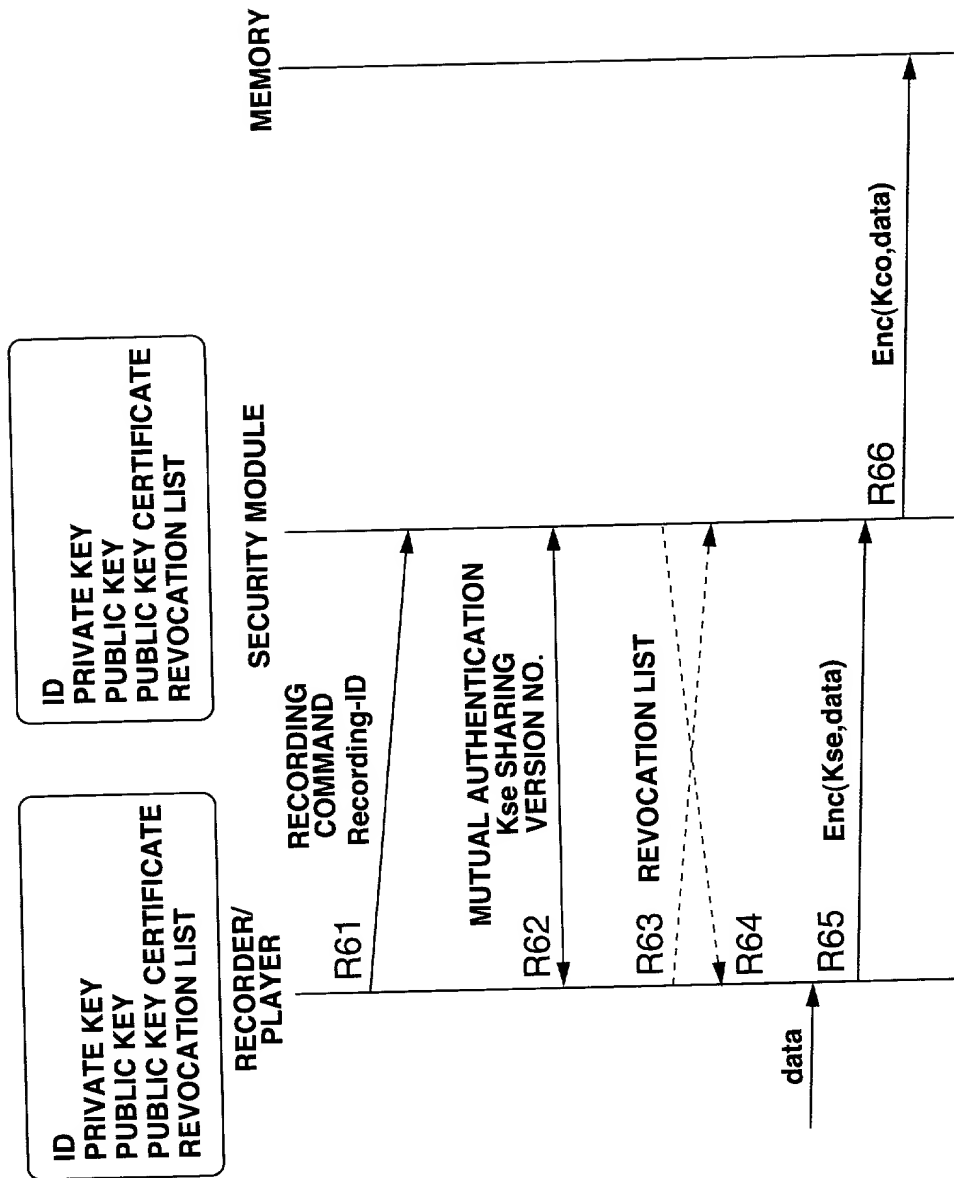 ID
PRIVATE KEY
PUBLIC KEY
PUBLIC KEY CERTIFICATE
REVOCATION LIST
ID
PRIVATE KEY
PUBLIC KEY
PUBLIC KEY CERTIFICATE
REVOCATION LIST
RECORDER/
PLAYER
SECURITY MODULE
MEMORY
R61
RECORDING
COMMAND
Recording-ID
R62
MUTUAL AUTHENTICATION
Kse SHARING
VERSION NO.
R63
REVOCATION LIST
R64
data
R65
Enc(Kse,data)
R66
Enc(Kco,data)